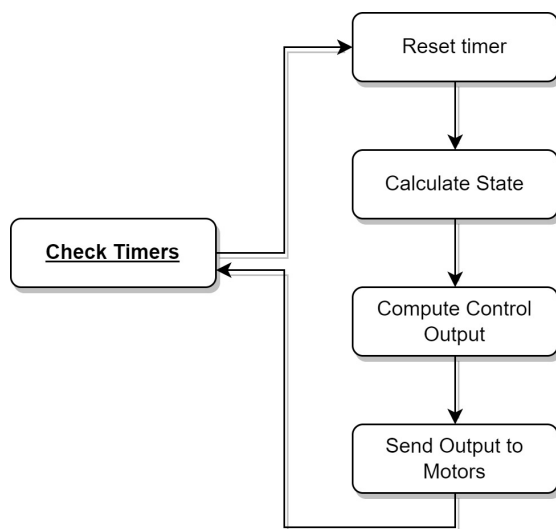 Reset timer
Calculate State
Check Timers
Compute Control
Output
Send Output to
Motors